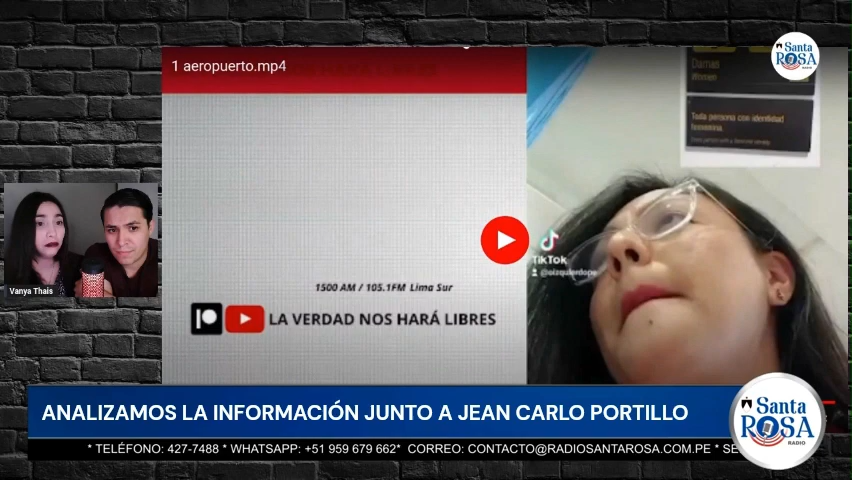 Santa
ROSA
RADIO
1 aeropuerto.mp4
Damas
Women
Toda persona con identidad
femenina.
TikTok
@oizquierdope
1500 AM / 105.1FM Lima Sur
LA VERDAD NOS HARÁ LIBRES
Vanya Thais
ANALIZAMOS LA INFORMACIÓN JUNTO A JEAN CARLO PORTILLO
Santa
ROSA
RADIO
* TELÉFONO: 427-7488 * WHATSAPP: +51 959 679 662* CORREO: CONTACTO@RADIOSANTAROSA.COM.PE * SE